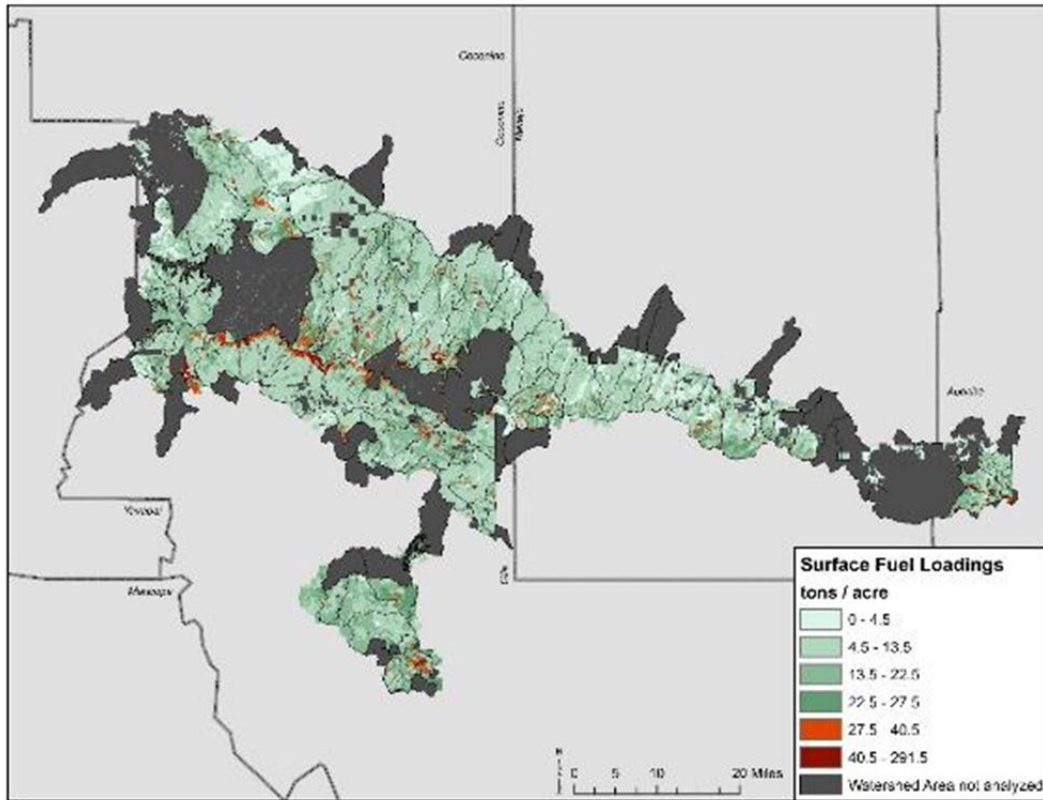 Coconino
Coconino
Navajo
Apache
Yavapai
Maricopa
Gila
Surface Fuel Loadings
tons / acre
0 - 4.5
4.5 - 13.5
13.5 - 22.5
22.5 - 27.5
27.5 - 40.5
40.5 - 291.5
Watershed Area not analyzed
0 5 10 20 Miles